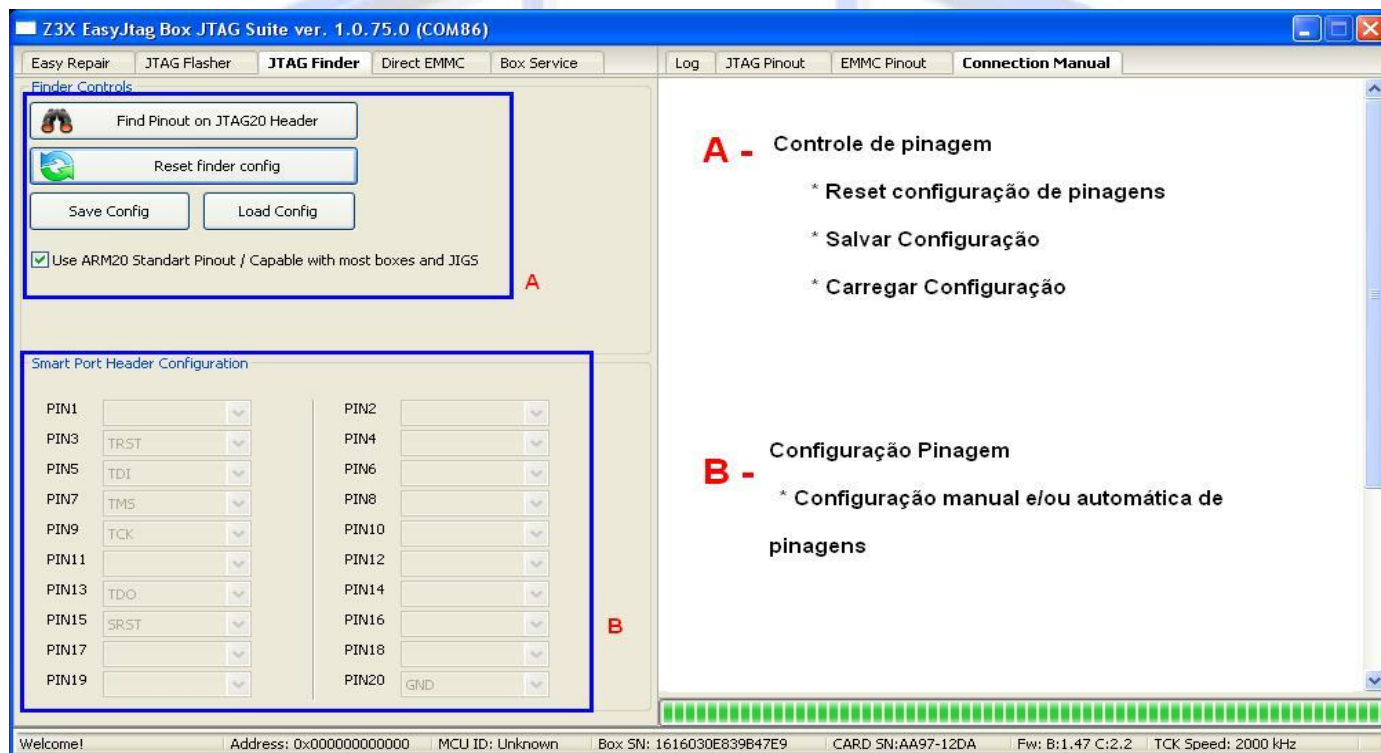 Z3X EasyJtag Box JTAG Suite ver. 1.0.75.0 (COM86)
Easy Repair JTAG Flasher JTAG Finder Direct EMMC Box Service
Log JTAG Pinout EMMC Pinout Connection Manual
Finder Controls
Find Pinout on JTAG20 Header
Reset finder config
Save Config Load Config
Use ARM20 Standart Pinout / Capable with most boxes and JIGS
A
Smart Port Header Configuration
PIN1 PIN2
PIN3 TRST PIN4
PIN5 TDI PIN6
PIN7 TMS PIN8
PIN9 TCK PIN10
PIN11 PIN12
PIN13 TDO PIN14
PIN15 SRST PIN16
B
PIN17 PIN18
PIN19 PIN20 GND
A - Controle de pinagem
* Reset configuração de pinagens
* Salvar Configuração
* Carregar Configuração
B - Configuração Pinagem
* Configuração manual e/ou automática de
pinagens
Welcome! Address: 0x000000000000 MCU ID: Unknown Box SN: 1616030E839B47E9 CARD SN:AA97-12DA Fw: B:1.47 C:2.2 TCK Speed: 2000 kHz